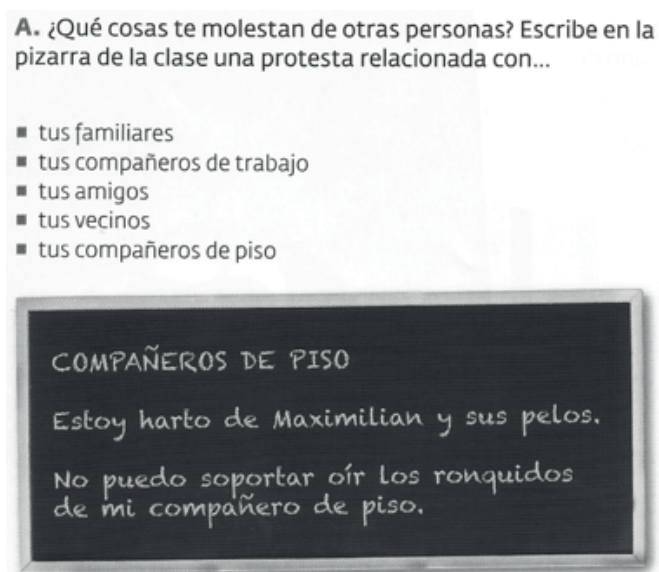 A. ¿Qué cosas te molestan de otras personas? Escribe en la
pizarra de la clase una protesta relacionada con...
▪ tus familiares
▪ tus compañeros de trabajo
▪ tus amigos
▪ tus vecinos
▪ tus compañeros de piso
COMPAÑEROS DE PISO
Estoy harto de Maximilian y sus pelos.
No puedo soportar oír los ronquidos
de mi compañero de piso.